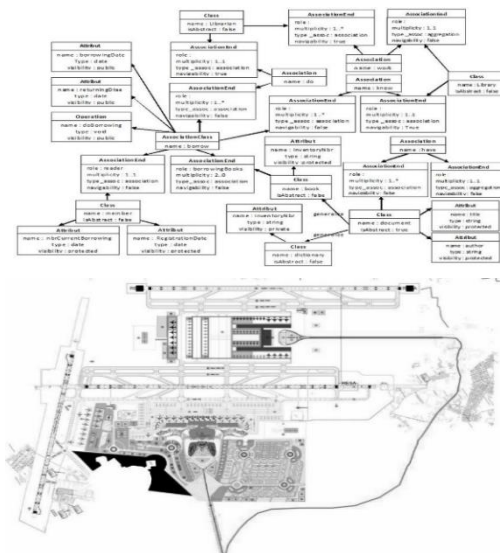 Class
name : Librarian
isAbstract : false
AssociationEnd
role :
multiplicity : 1..*
type_assoc : association
navigability : true
AssociationEnd
role :
multiplicity : 1..1
type_assoc : aggregation
navigability : false
Attribut
name : borrowingDate
type : date
visibility : public
AssociationEnd
role :
multiplicity : 1..1
type_assoc : association
navigability : true
Association
name : work
Association
name : do
Association
name : know
Class
name : Library
isAbstract : false
Attribut
type : date
visibility : public
AssociationEnd
role :
multiplicity : 1..*
type_assoc : association
navigability : false
AssociationEnd
role :
multiplicity : 1..*
type_assoc : association
navigability : false
AssociationEnd
role :
multiplicity : 1..1
type_assoc : association
navigability : True
Operation
name : doBorrowing
type : void
visibility : public
AssociationClass
name : borrow
Association
name : have
Attribut
name : inventoryNbr
type : string
visibility : protected
AssociationEnd
role : reader
multiplicity : 1..1
type_assoc : association
navigability : false
AssociationEnd
role : borrowingBooks
type_assoc : association
navigability : false
AssociationEnd
role :
multiplicity : 1..*
type_assoc : association
navigability : false
AssociationEnd
role :
multiplicity : 1..1
type_assoc : aggregation
navigability : false
Class
name : book
isAbstract : false
Class
name : member
isAbstract : false
Attribut
name : inventoryNbr
type : string
visibility : private
Class
name : document
isAbstract : true
Attribut
name : title
type : string
visibility : protected
Attribut
name : nbrCurrentBorrowing
type : date
visibility : protected
Attribut
name : RegistrationDate
type : date
visibility : protected
Class
name : dictionary
isAbstract : false
Attribut
name : author
type : string
visibility : protected